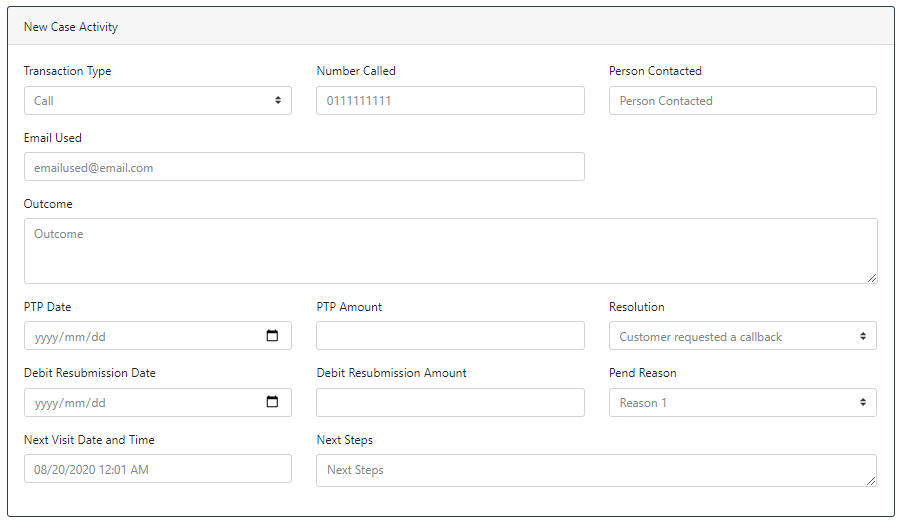 New Case Activity
Transaction Type Number Called Person Contacted
Call 0111111111 Person Contacted
Email Used
emailused@email.com
Outcome
Outcome
PTP Date PTP Amount Resolution
yyyy/mm/dd Customer requested a callback
Debit Resubmission Date Debit Resubmission Amount Pend Reason
yyyy/mm/dd Reason 1
Next Visit Date and Time Next Steps
08/20/2020 12:01 AM Next Steps